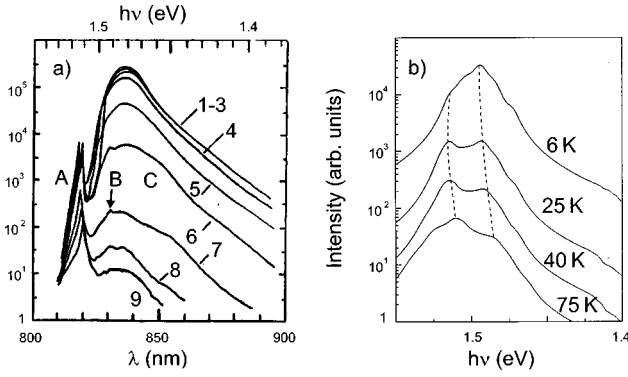 hν (eV)
1.5 1.4
a)
10⁵
10⁴
10³
10²
10
1
A B C
1-3
4
5
6
7
8
9
800 850 900
λ (nm)
b)
Intensity (arb. units)
10⁴
10³
10²
10¹
1
6 K
25 K
40 K
75 K
1.5 1.4
hν (eV)